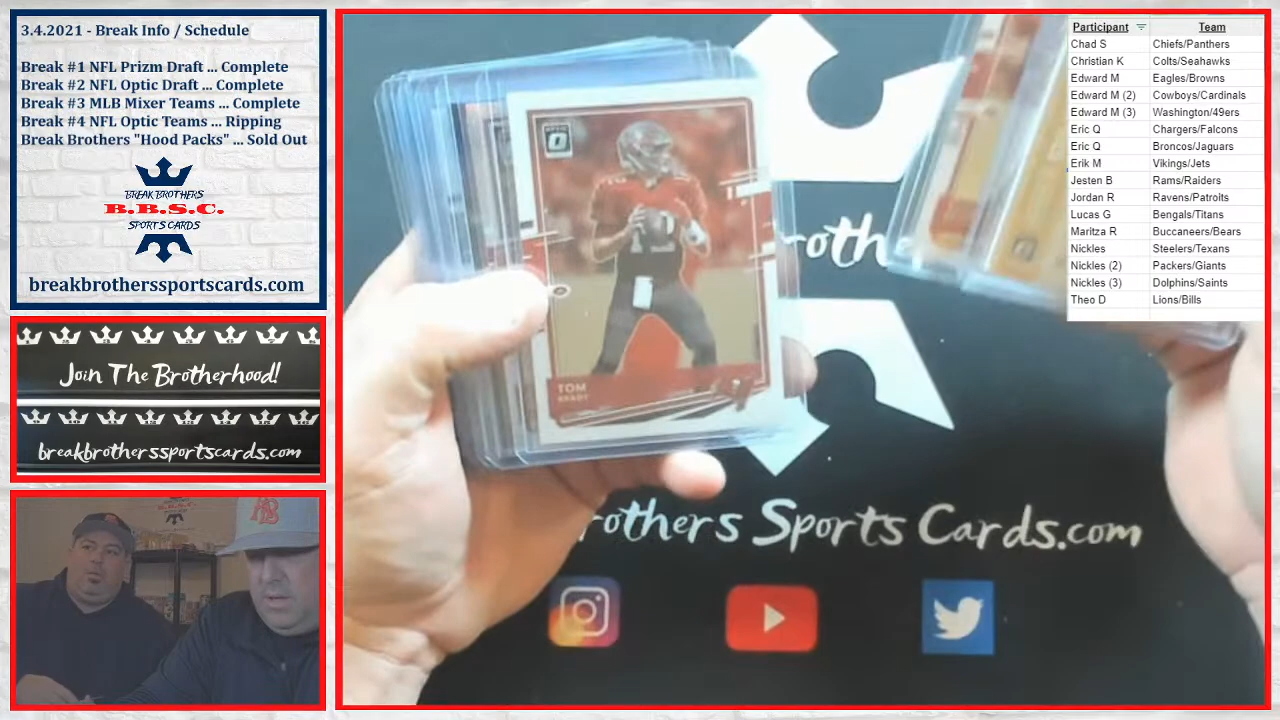 3.4.2021 - Break Info / Schedule
Break #1 NFL Prizm Draft ... Complete
Break #2 NFL Optic Draft ... Complete
Break #3 MLB Mixer Teams ... Complete
Break #4 NFL Optic Teams ... Ripping
Break Brothers "Hood Packs" ... Sold Out
BREAK BROTHERS
B.B.S.C.
SPORTS CARDS
breakbrotherssportscards.com
Join The Brotherhood!
breakbrotherssportscards.com
B.B.S.C.
TOM
BRADY
12
roth
rothers Sports Cards.com
Participant Team
Chad S Chiefs/Panthers
Christian K Colts/Seahawks
Edward M Eagles/Browns
Edward M (2) Cowboys/Cardinals
Edward M (3) Washington/49ers
Eric Q Chargers/Falcons
Eric Q Broncos/Jaguars
Erik M Vikings/Jets
Jesten B Rams/Raiders
Jordan R Ravens/Patroits
Lucas G Bengals/Titans
Maritza R Buccaneers/Bears
Nickles Steelers/Texans
Nickles (2) Packers/Giants
Nickles (3) Dolphins/Saints
Theo D Lions/Bills